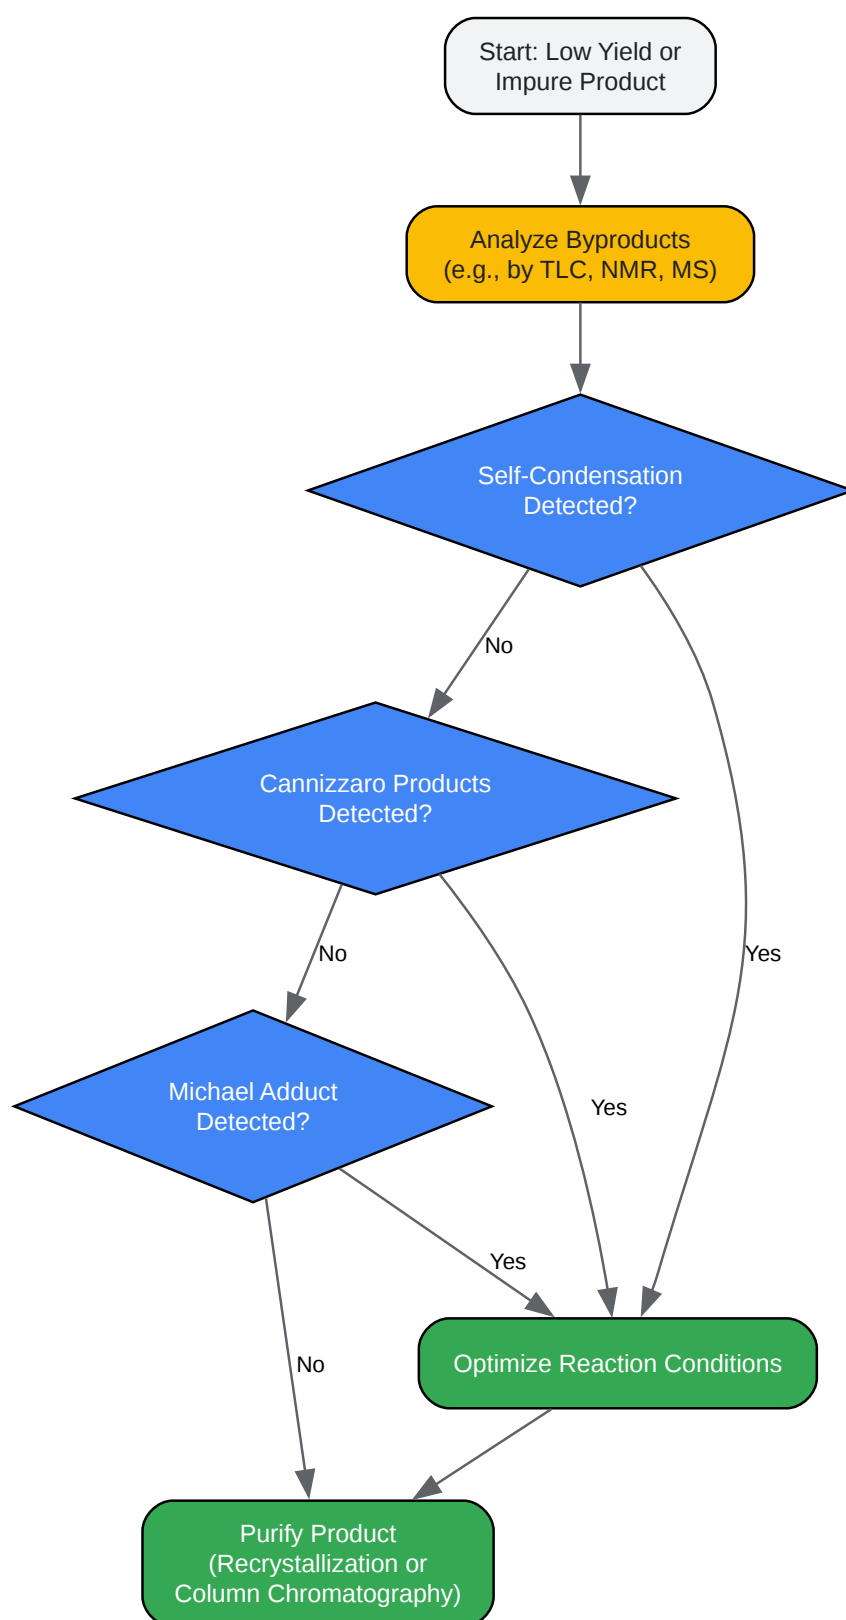 Start: Low Yield or
Impure Product
Analyze Byproducts
(e.g., by TLC, NMR, MS)
Self-Condensation
Detected?
No
Cannizzaro Products
Detected?
No
Yes
Michael Adduct
Detected?
Yes
Yes
No
Optimize Reaction Conditions
Purify Product
(Recrystallization or
Column Chromatography)